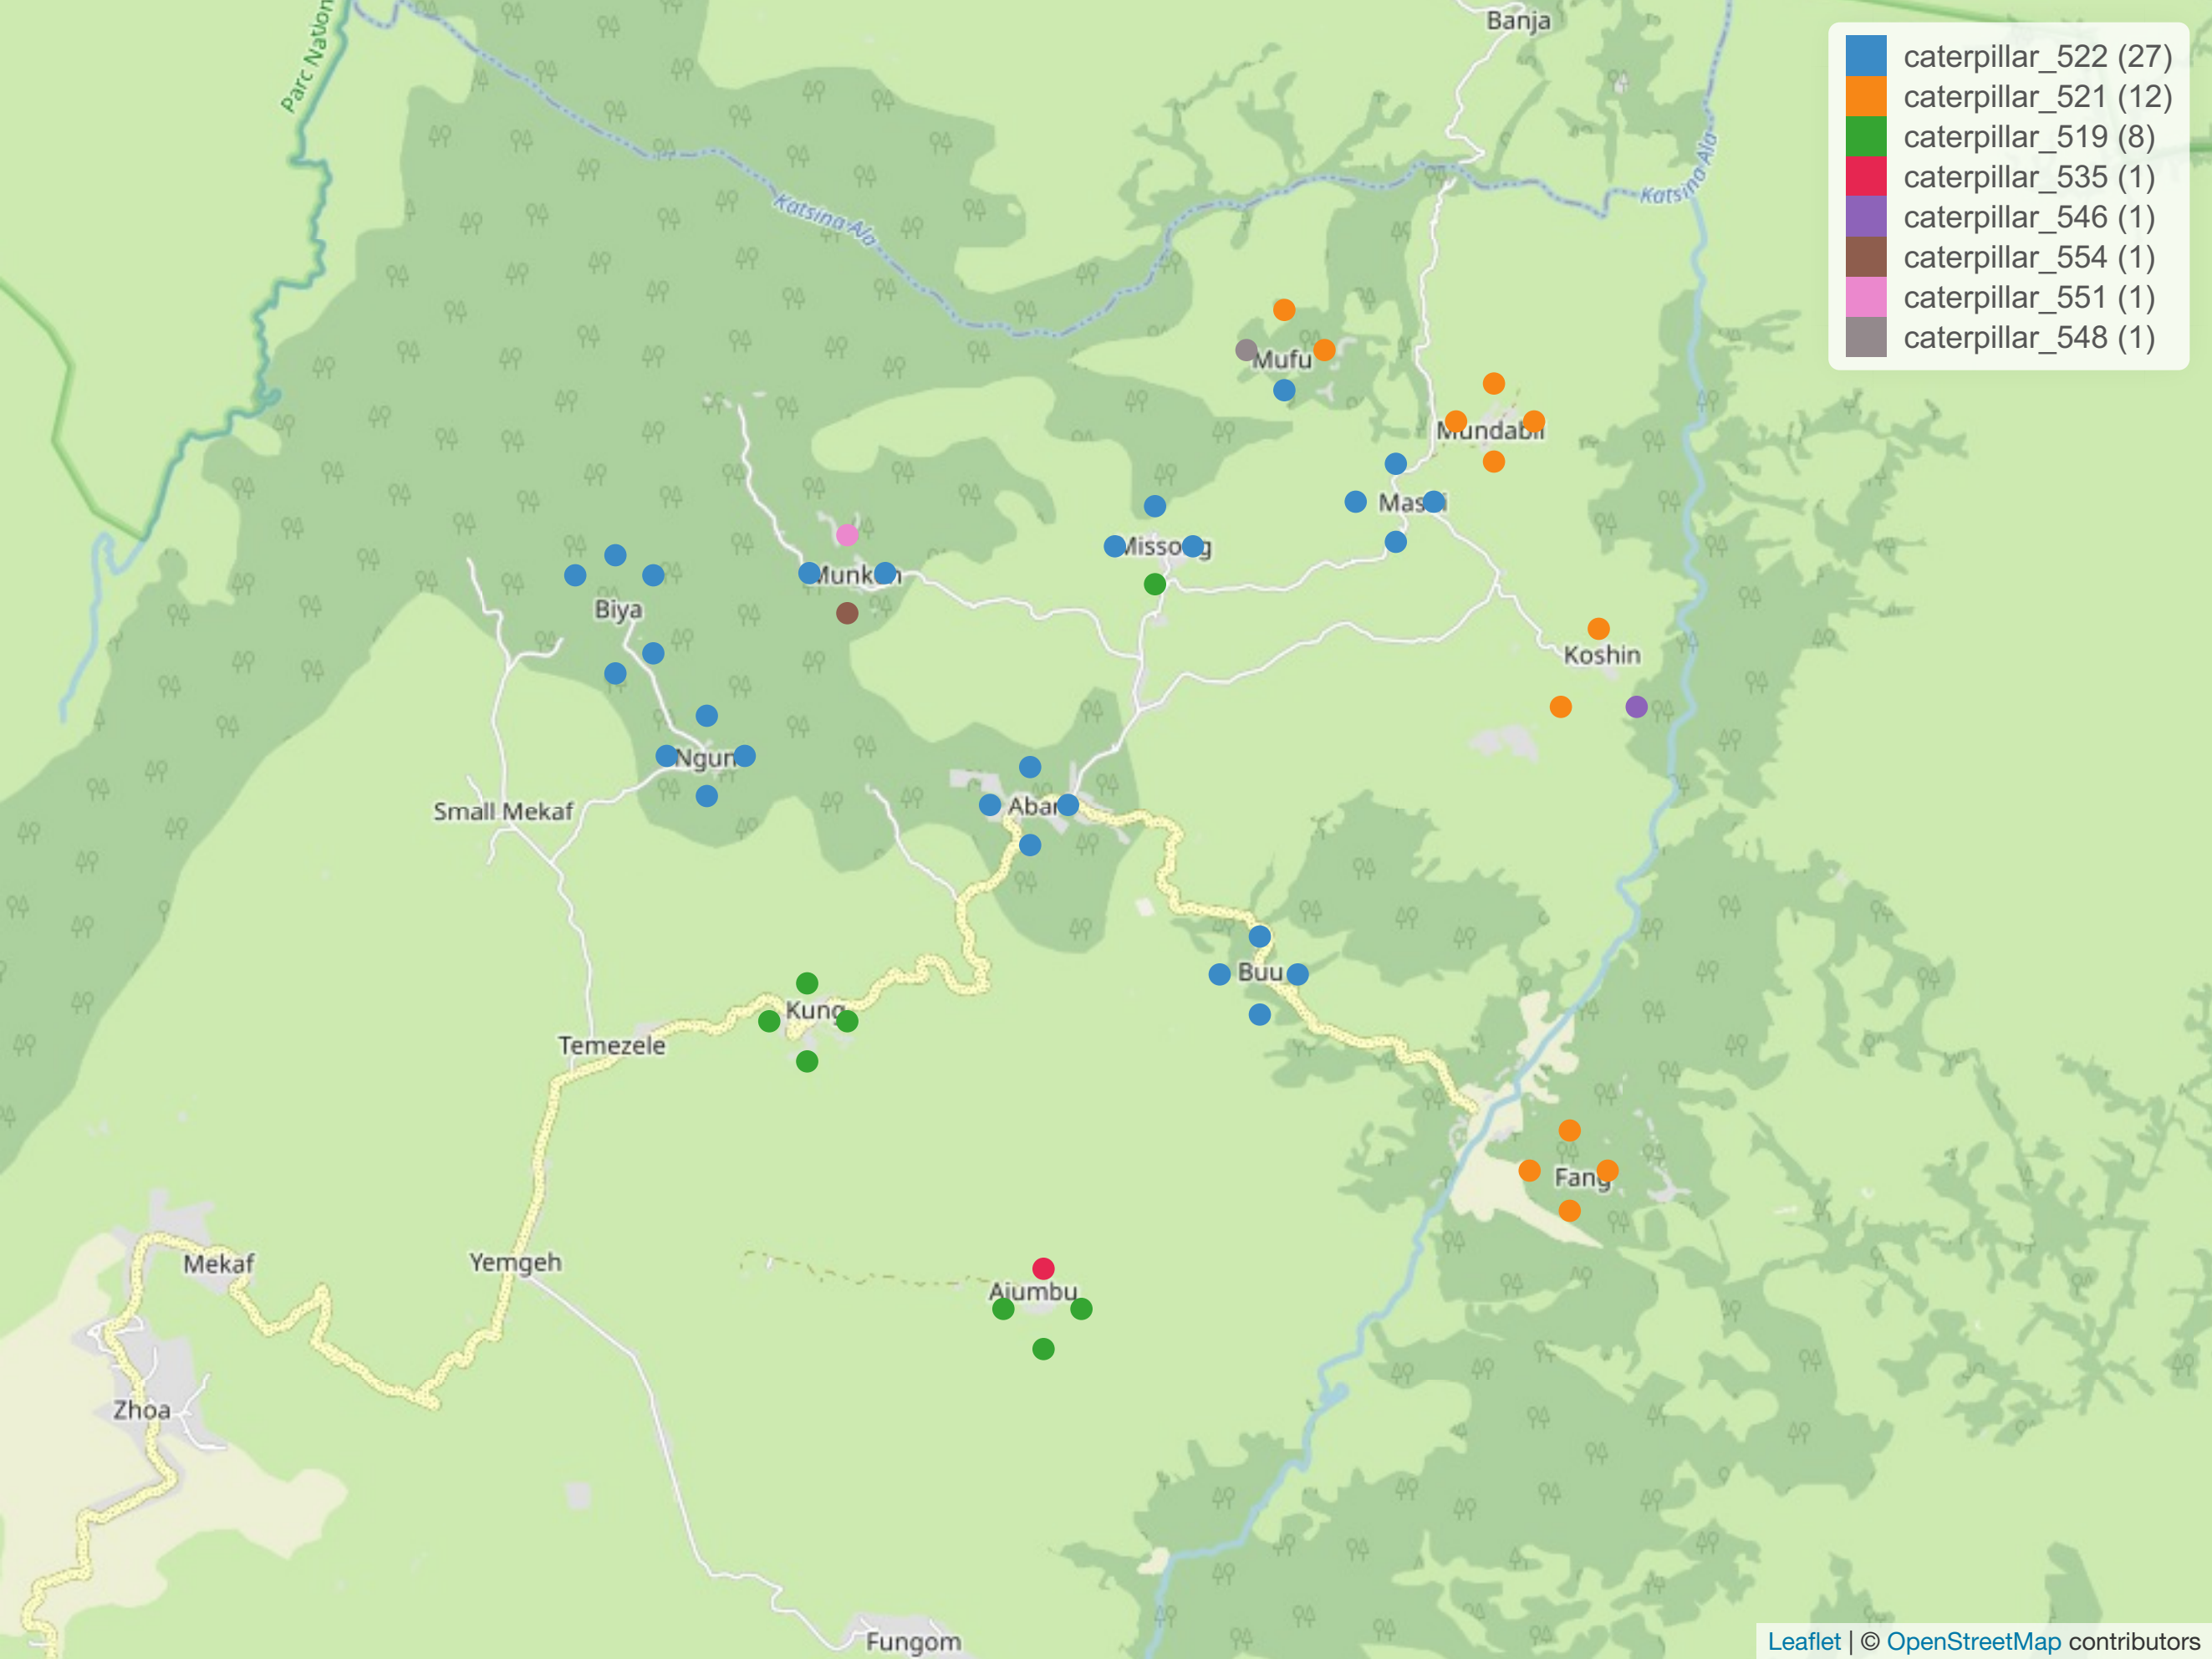 Banja
Parc Nation
caterpillar_522 (27)
caterpillar_521 (12)
caterpillar_519 (8)
caterpillar_535 (1)
caterpillar_546 (1)
caterpillar_554 (1)
caterpillar_551 (1)
caterpillar_548 (1)
Katsina Ala
Katsina Ala
Mufu
Mundabli
Missong
Biya
Koshin
Ngun
Small Mekaf
Abar
Buu
Kung
Temezele
Fang
Mekaf
Yemgeh
Aiumbu
Zhoa
Fungom
Leaflet | © OpenStreetMap contributors